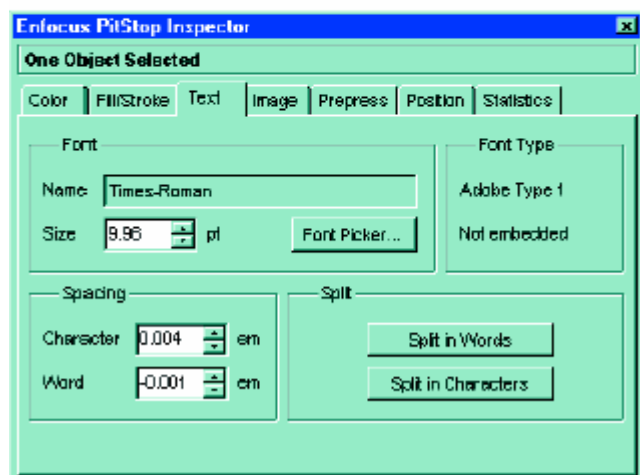 Enfocus PitStop Inspector
One Object Selected
Color Fill/Stroke Text Image Prepress Position Statistics
Font
Font Type
Name Times-Roman
Adobe Type 1
Size 9.96 pt Font Picker...
Not embedded
Spacing
Split
Character 0.004 em
Split in Words
Word -0.001 em
Split in Characters